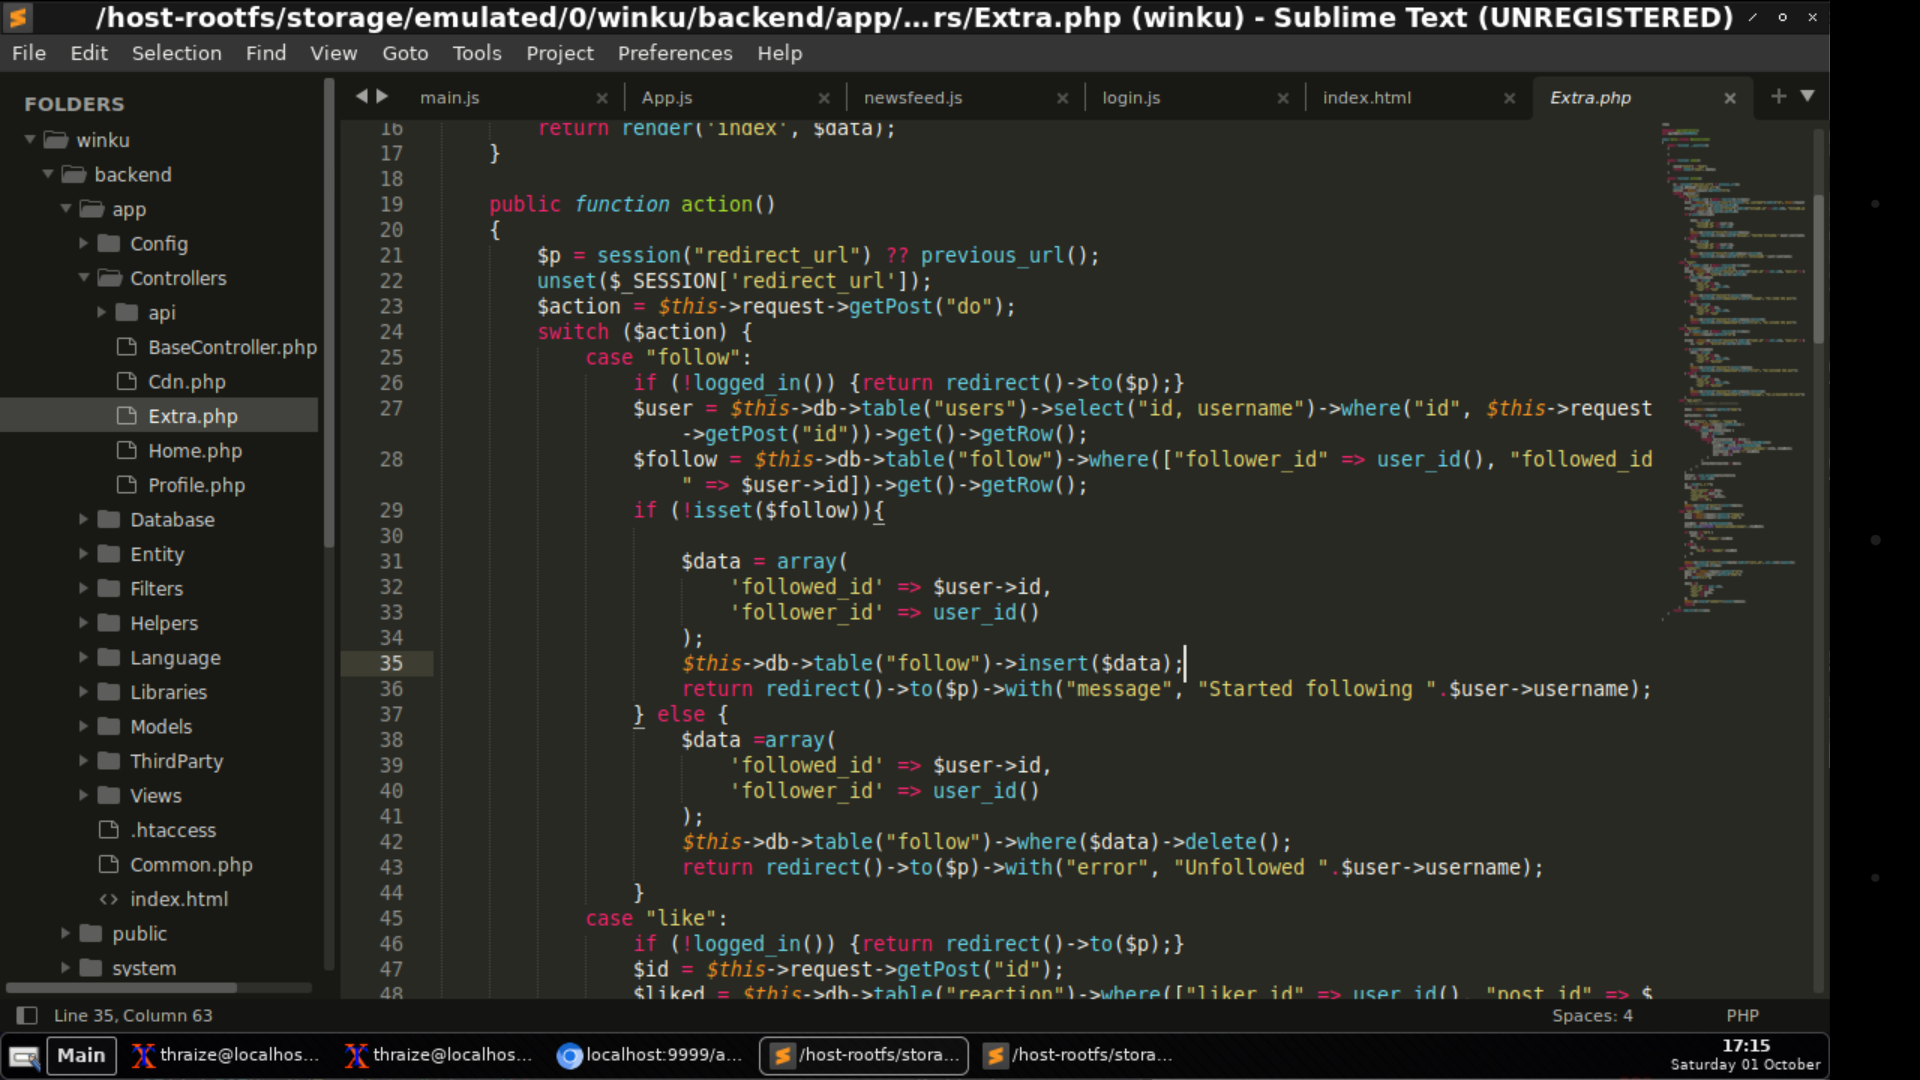 /host-rootfs/storage/emulated/0/winku/backend/app/...rs/Extra.php (winku) - Sublime Text (UNREGISTERED)
File Edit Selection Find View Goto Tools Project Preferences Help
FOLDERS
winku
backend
app
Config
Controllers
api
BaseController.php
Cdn.php
Extra.php
Home.php
Profile.php
Database
Entity
Filters
Helpers
Language
Libraries
Models
ThirdParty
Views
.htaccess
Common.php
index.html
public
system
main.js App.js newsfeed.js login.js index.html Extra.php
16 return render('index', $data);
17 }
18
19 public function action()
20 {
21 $p = session("redirect_url") ?? previous_url();
22 unset($_SESSION['redirect_url']);
23 $action = $this->request->getPost("do");
24 switch ($action) {
25 case "follow":
26 if (!logged_in()) {return redirect()->to($p);}
27 $user = $this->db->table("users")->select("id, username")->where("id", $this->request
->getPost("id"))->get()->getRow();
28 $follow = $this->db->table("follow")->where(["follower_id" => user_id(), "followed_id
" => $user->id])->get()->getRow();
29 if (!isset($follow)){
30
31 $data = array(
32 'followed_id' => $user->id,
33 'follower_id' => user_id()
34 );
35 $this->db->table("follow")->insert($data);
36 return redirect()->to($p)->with("message", "Started following ".$user->username);
37 } else {
38 $data =array(
39 'followed_id' => $user->id,
40 'follower_id' => user_id()
41 );
42 $this->db->table("follow")->where($data)->delete();
43 return redirect()->to($p)->with("error", "Unfollowed ".$user->username);
44 }
45 case "like":
46 if (!logged_in()) {return redirect()->to($p);}
47 $id = $this->request->getPost("id");
48 $liked = $this->db->table("reaction")->where(["liker_id" => user_id(), "post_id" => $
Line 35, Column 63 Spaces: 4 PHP
Main thraize@localhos... thraize@localhos... localhost:9999/a... /host-rootfs/stora... /host-rootfs/stora...
17:15
Saturday 01 October